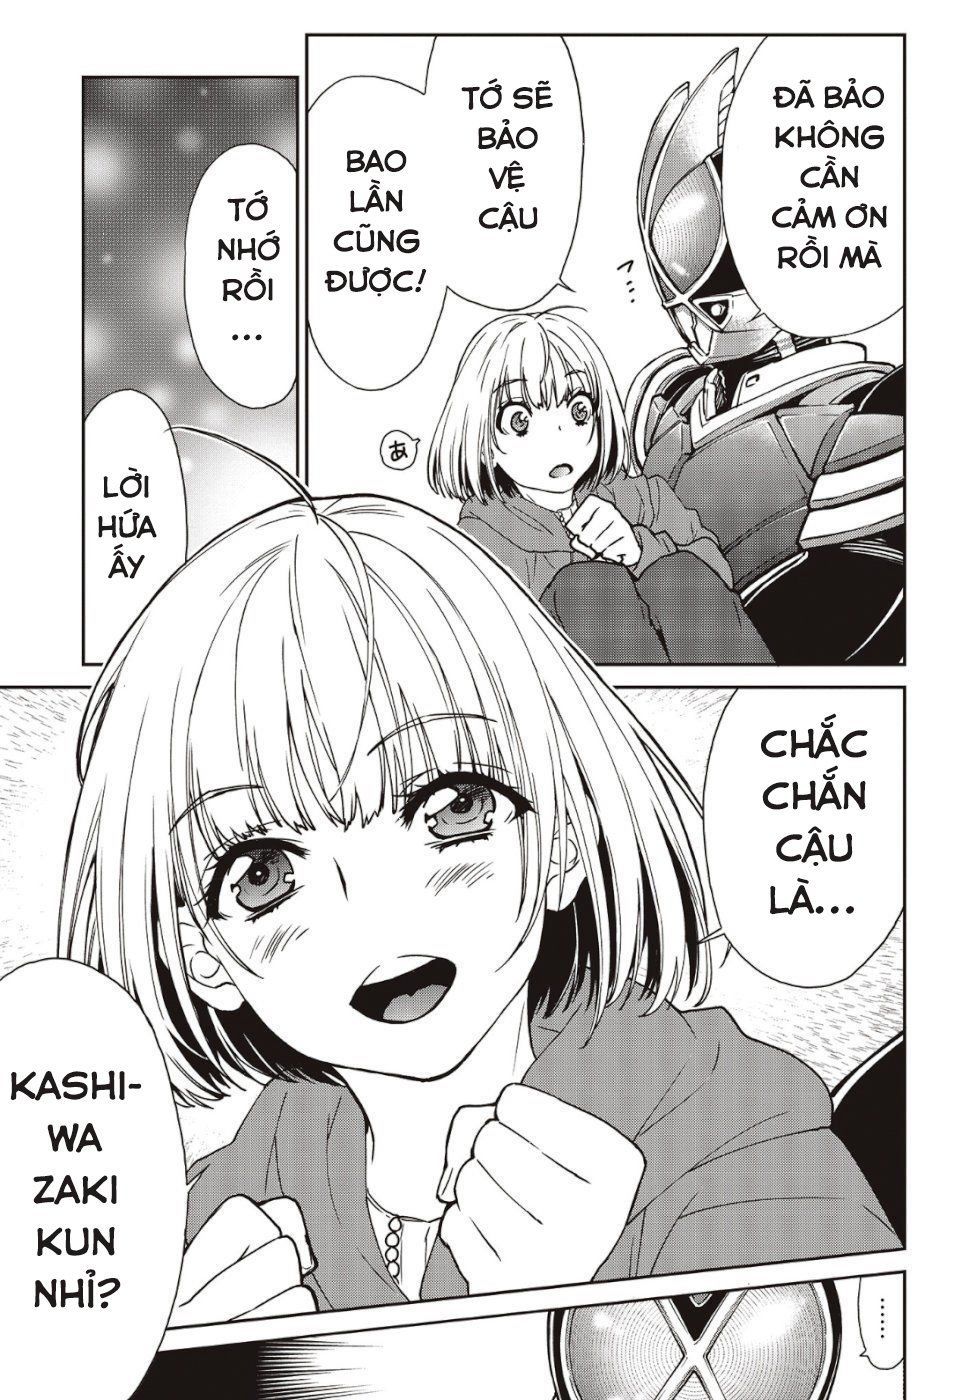 ĐÃ BẢO
KHÔNG
CẦN
CẢM ƠN
RỒI MÀ
TỚ SẼ
BẢO
VỆ
CẬU
BAO
LẦN
CŨNG
ĐƯỢC!
あ
TỚ
NHỚ
RỒI
...
LỜI
HỨA
ẤY
CHẮC
CHẮN
CẬU
LÀ...
KASHI-
WA
ZAKI
KUN
NHỈ?
......